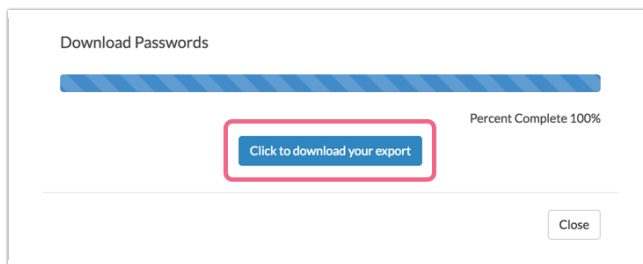 Download Passwords
Percent Complete 100%
Click to download your export
Close